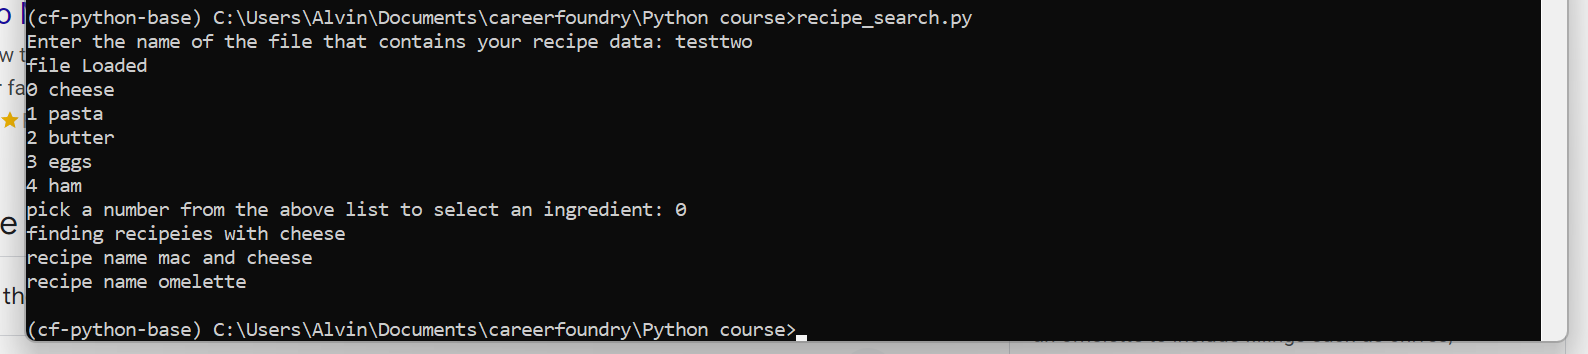 (cf-python-base) C:\Users\Alvin\Documents\careerfoundry\Python course>recipe_search.py
Enter the name of the file that contains your recipe data: testtwo
file Loaded
0 cheese
1 pasta
2 butter
3 eggs
4 ham
pick a number from the above list to select an ingredient: 0
finding recipeies with cheese
recipe name mac and cheese
recipe name omelette
(cf-python-base) C:\Users\Alvin\Documents\careerfoundry\Python course>